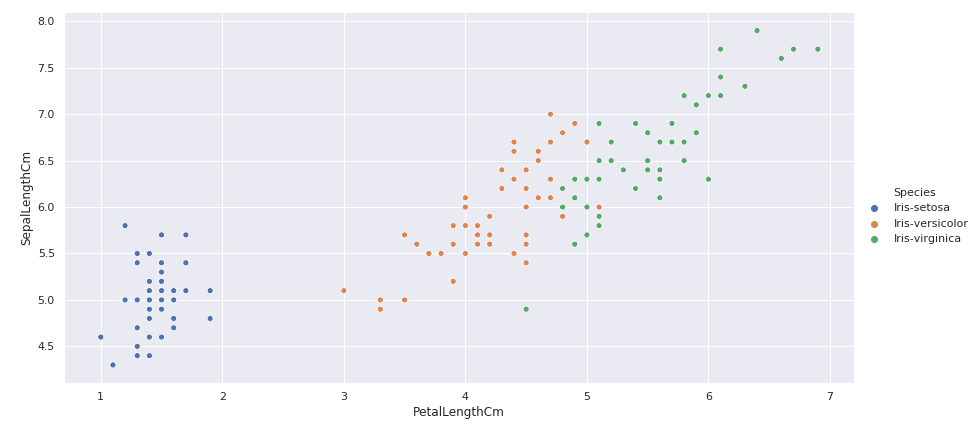 8.0
7.5
7.0
6.5
6.0
5.5
5.0
4.5
SepalLengthCm
1 2 3 4 5 6 7
PetalLengthCm
Species
Iris-setosa
Iris-versicolor
Iris-virginica